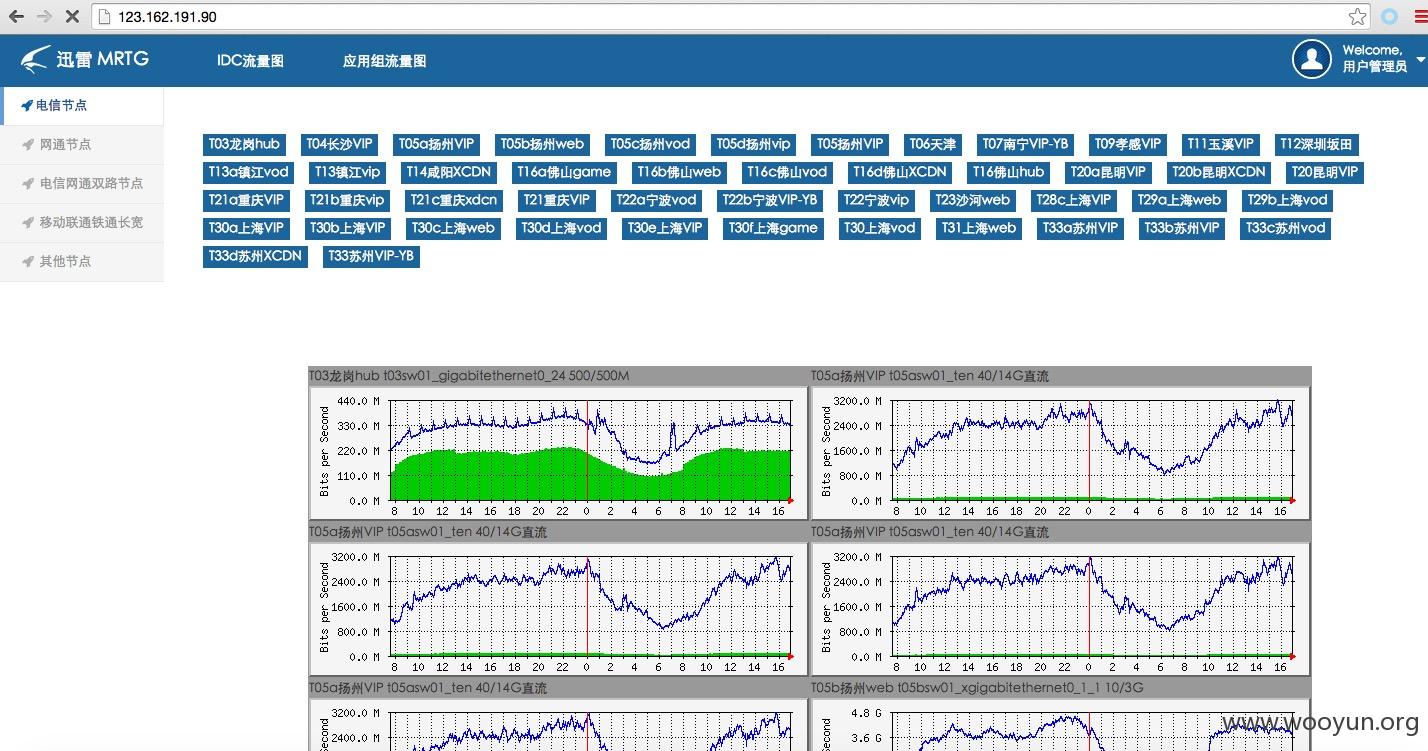 123.162.191.90
迅雷 MRTG
IDC流量图
应用组流量图
Welcome,
用户管理员
电信节点
网通节点
电信网通双路节点
移动联通铁通长宽
其他节点
T03龙岗hub T04长沙VIP T05a扬州VIP T05b扬州web T05c扬州vod T05d扬州vip T05扬州VIP T06天津 T07南宁VIP-YB T09孝感VIP T11玉溪VIP T12深圳坂田
T13a镇江vod T13镇江vip T14咸阳XCDN T16a佛山game T16b佛山web T16c佛山vod T16d佛山XCDN T16佛山hub T20a昆明VIP T20b昆明XCDN T20昆明VIP
T21a重庆VIP T21b重庆vip T21c重庆xdcn T21重庆VIP T22a宁波vod T22b宁波VIP-YB T22宁波vip T23沙河web T28c上海VIP T29a上海web T29b上海vod
T30a上海VIP T30b上海VIP T30c上海web T30d上海vod T30e上海VIP T30f上海game T30上海vod T31上海web T33a苏州VIP T33b苏州VIP T33c苏州vod
T33d苏州XCDN T33苏州VIP-YB
T03龙岗hub t03sw01_gigabitethernet0_24 500/500M
440.0 M
330.0 M
220.0 M
110.0 M
0.0 M
Bits per Second
8 10 12 14 16 18 20 22 0 2 4 6 8 10 12 14 16
T05a扬州VIP t05asw01_ten 40/14G直流
3200.0 M
2400.0 M
1600.0 M
800.0 M
0.0 M
Bits per Second
8 10 12 14 16 18 20 22 0 2 4 6 8 10 12 14 16
T05a扬州VIP t05asw01_ten 40/14G直流
3200.0 M
2400.0 M
1600.0 M
800.0 M
0.0 M
Bits per Second
8 10 12 14 16 18 20 22 0 2 4 6 8 10 12 14 16
T05a扬州VIP t05asw01_ten 40/14G直流
3200.0 M
2400.0 M
1600.0 M
800.0 M
0.0 M
Bits per Second
8 10 12 14 16 18 20 22 0 2 4 6 8 10 12 14 16
T05a扬州VIP t05asw01_ten 40/14G直流
3200.0 M
2400.0 M
T05b扬州web t05bsw01_xgigabitethernet0_1_1 10/3G
4.8 G
3.6 G
www.wooyun.org